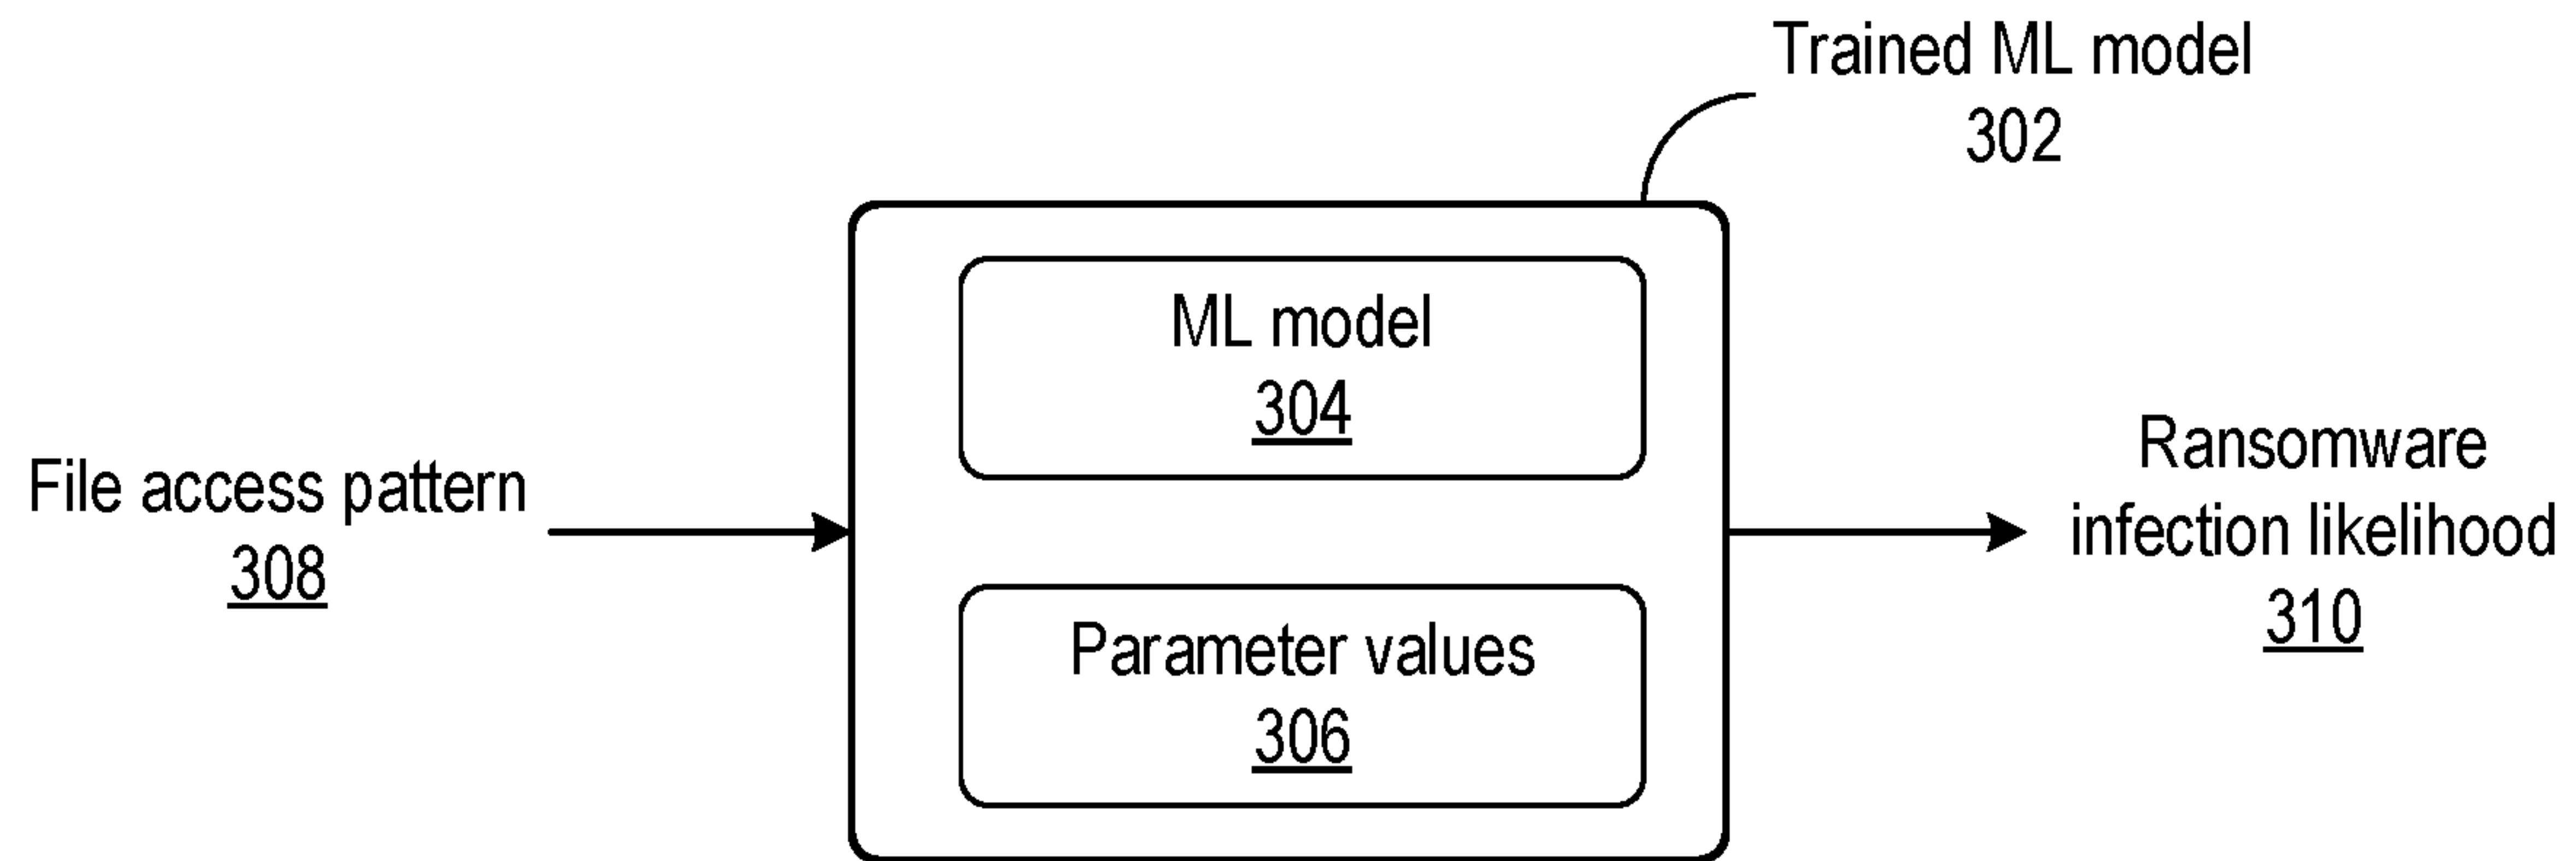 Trained ML model
302
ML model
304
File access pattern
308
Parameter values
306
Ransomware
infection likelihood
310